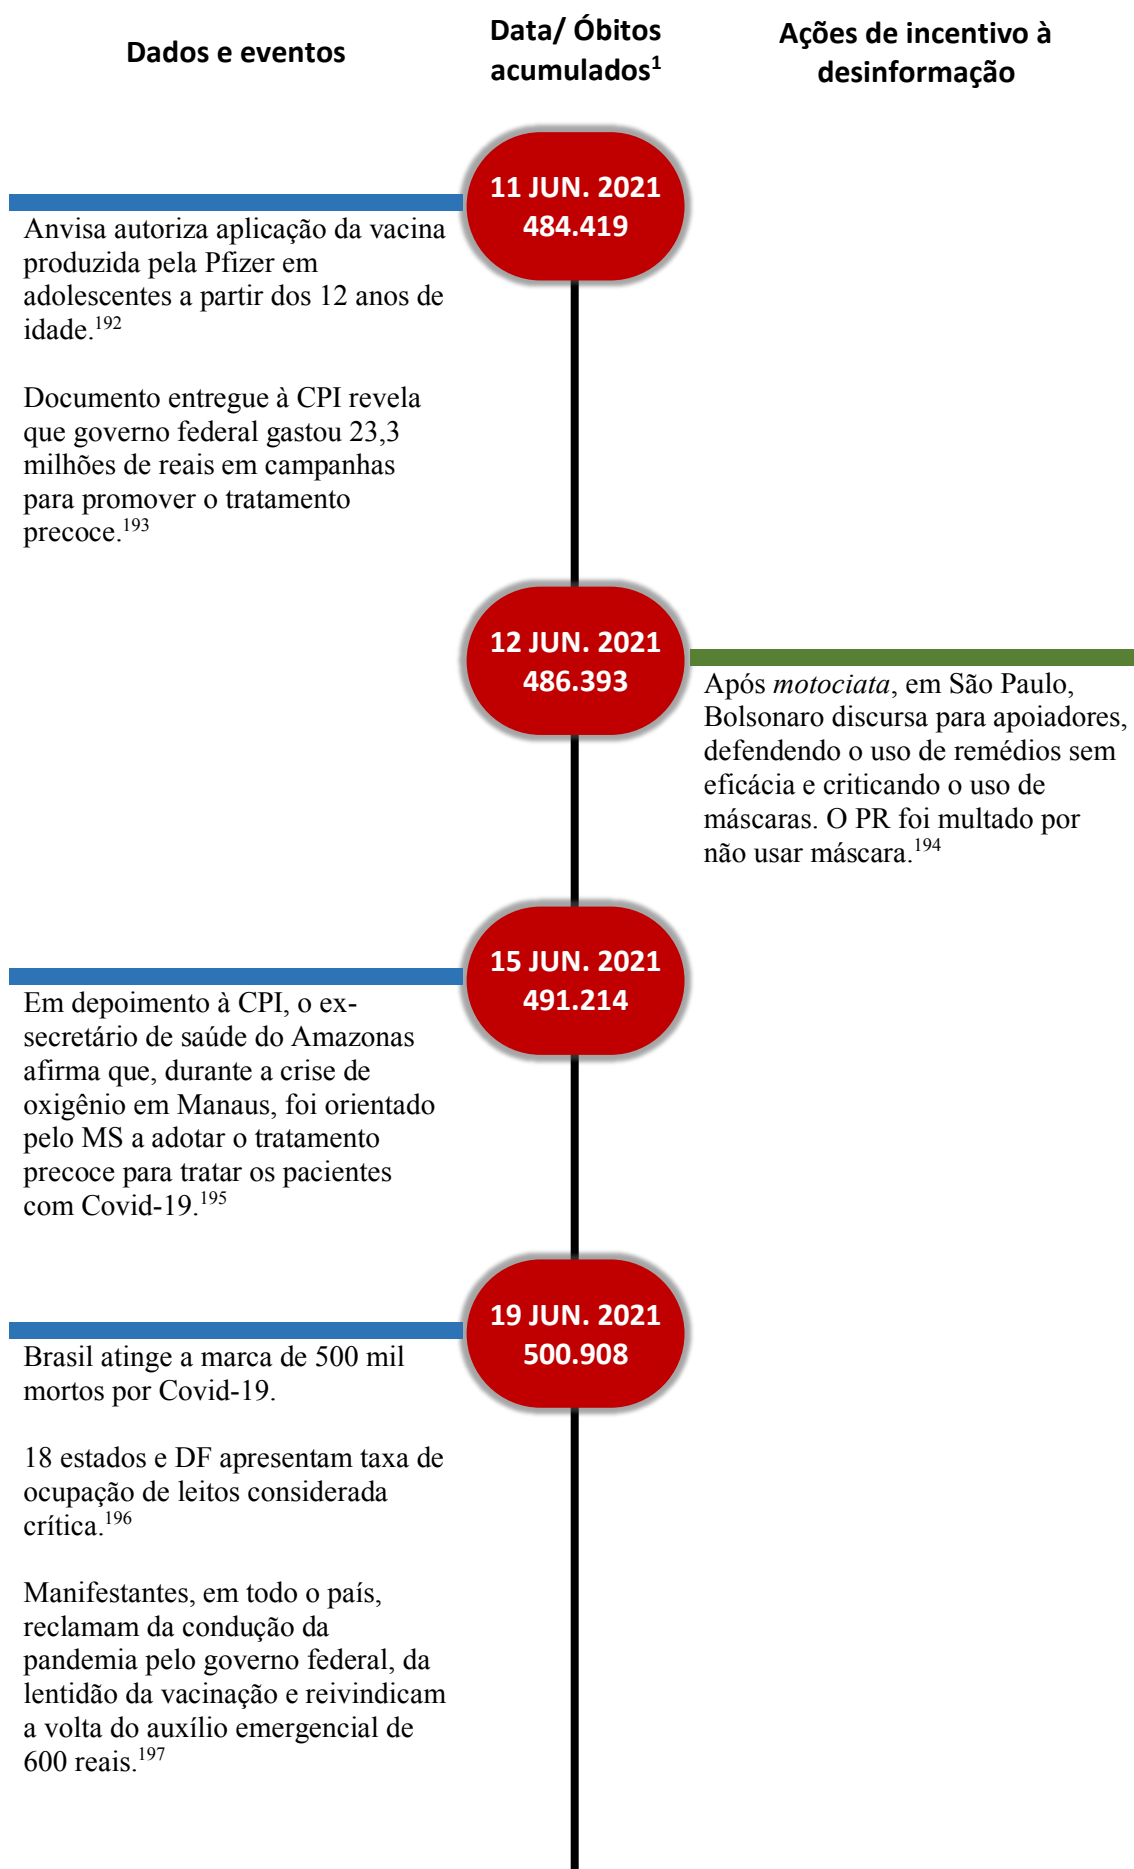 Dados e eventos
Data/ Óbitos
acumulados¹
Ações de incentivo à
desinformação
11 JUN. 2021
484.419
Anvisa autoriza aplicação da vacina
produzida pela Pfizer em
adolescentes a partir dos 12 anos de
idade.¹⁹²
Documento entregue à CPI revela
que governo federal gastou 23,3
milhões de reais em campanhas
para promover o tratamento
precoce.¹⁹³
12 JUN. 2021
486.393
Após motociata, em São Paulo,
Bolsonaro discursa para apoiadores,
defendendo o uso de remédios sem
eficácia e criticando o uso de
máscaras. O PR foi multado por
não usar máscara.¹⁹⁴
15 JUN. 2021
491.214
Em depoimento à CPI, o ex-
secretário de saúde do Amazonas
afirma que, durante a crise de
oxigênio em Manaus, foi orientado
pelo MS a adotar o tratamento
precoce para tratar os pacientes
com Covid-19.¹⁹⁵
19 JUN. 2021
500.908
Brasil atinge a marca de 500 mil
mortos por Covid-19.
18 estados e DF apresentam taxa de
ocupação de leitos considerada
crítica.¹⁹⁶
Manifestantes, em todo o país,
reclamam da condução da
pandemia pelo governo federal, da
lentidão da vacinação e reivindicam
a volta do auxílio emergencial de
600 reais.¹⁹⁷